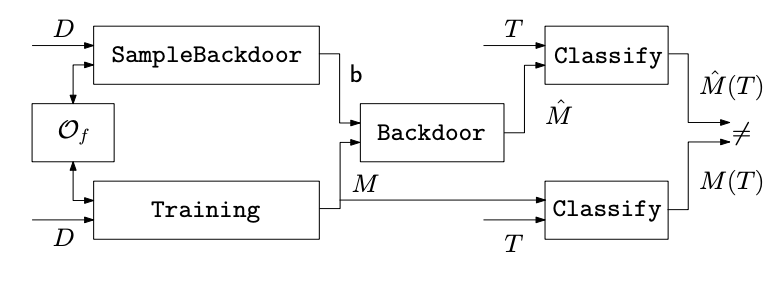 D
SampleBackdoor
b
T
Classify
M̂(T)
𝒪_f
Backdoor
M̂
≠
M
M(T)
Training
Classify
D
T